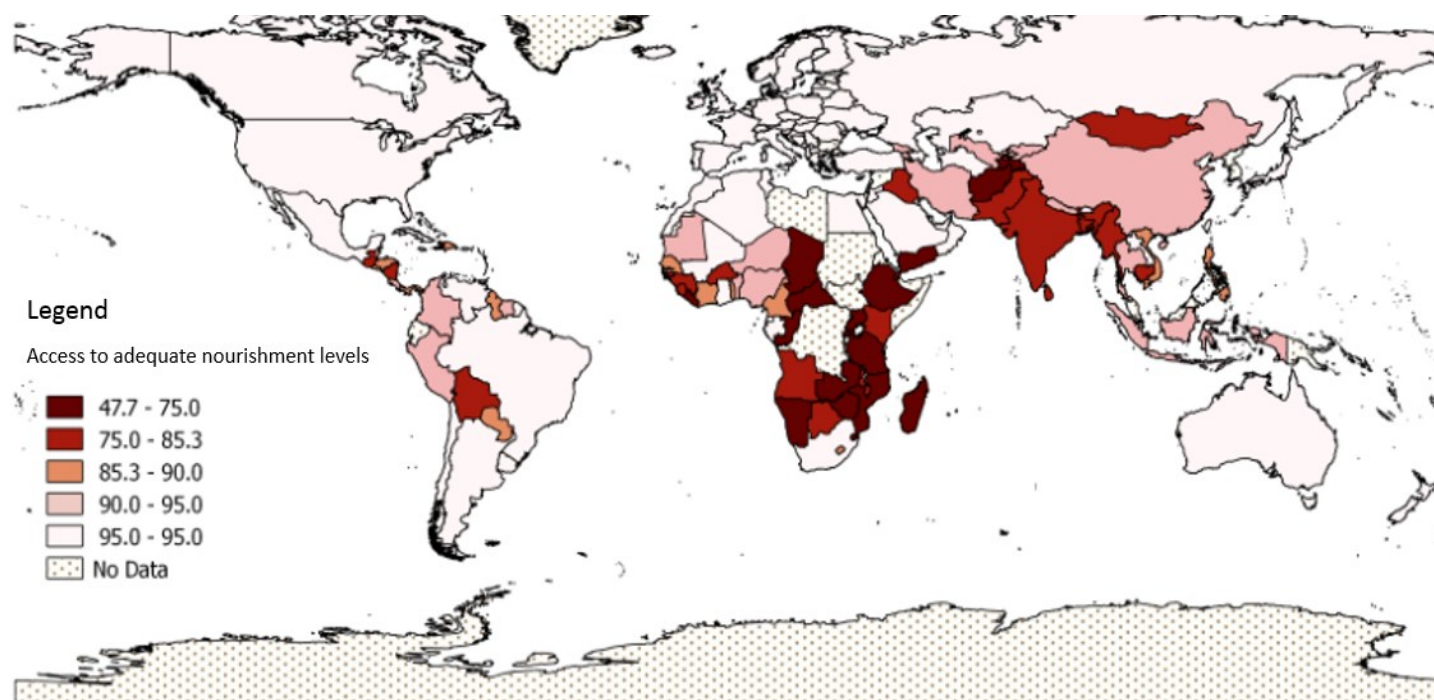 Legend
Access to adequate nourishment levels
47.7 - 75.0
75.0 - 85.3
85.3 - 90.0
90.0 - 95.0
95.0 - 95.0
No Data